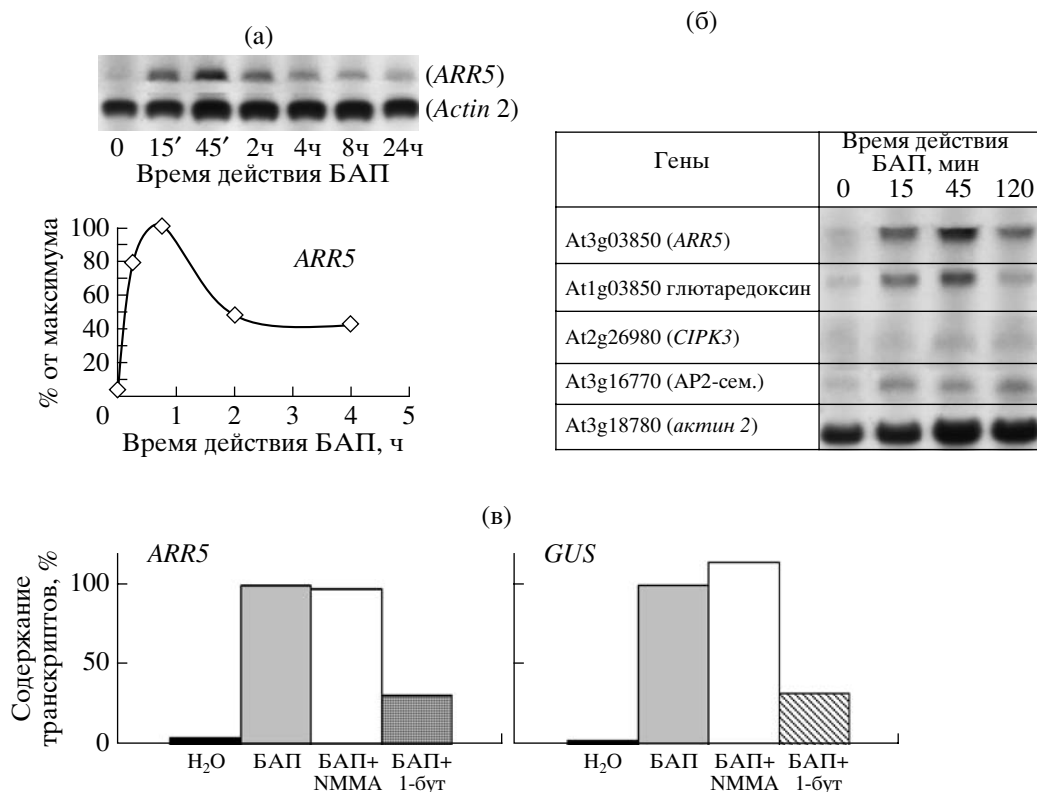 (а)
(ARR5)
(Actin 2)
0 15′ 45′ 2ч 4ч 8ч 24ч
Время действия БАП
% от максимума
100
80
60
40
20
ARR5
0 1 2 3 4 5
Время действия БАП, ч
(б)
Гены
Время действия
БАП, мин
0 15 45 120
At3g03850 (ARR5)
At1g03850 глютаредоксин
At2g26980 (CIPK3)
At3g16770 (AP2-сем.)
At3g18780 (актин 2)
(в)
Содержание
транскриптов, %
ARR5
100
50
0
H₂O БАП БАП+ БАП+
NMMA 1-бут
GUS
H₂O БАП БАП+ БАП+
NMMA 1-бут